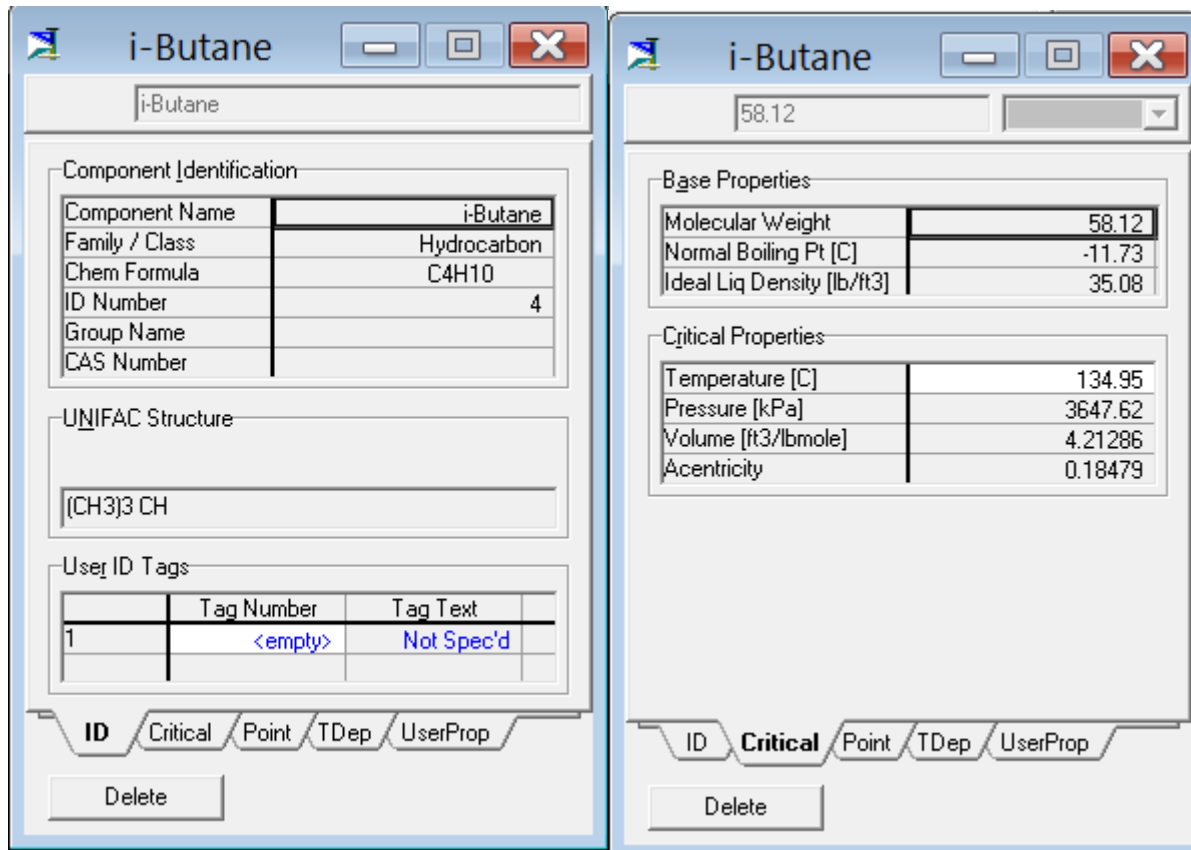 i-Butane
i-Butane
Component Identification
Component Name i-Butane
Family / Class Hydrocarbon
Chem Formula C4H10
ID Number 4
Group Name
CAS Number
UNIFAC Structure
(CH3)3 CH
User ID Tags
Tag Number Tag Text
1 <empty> Not Spec'd
ID Critical Point TDep UserProp
Delete
i-Butane
58.12
Base Properties
Molecular Weight 58.12
Normal Boiling Pt [C] -11.73
Ideal Liq Density [lb/ft3] 35.08
Critical Properties
Temperature [C] 134.95
Pressure [kPa] 3647.62
Volume [ft3/lbmole] 4.21286
Acentricity 0.18479
ID Critical Point TDep UserProp
Delete